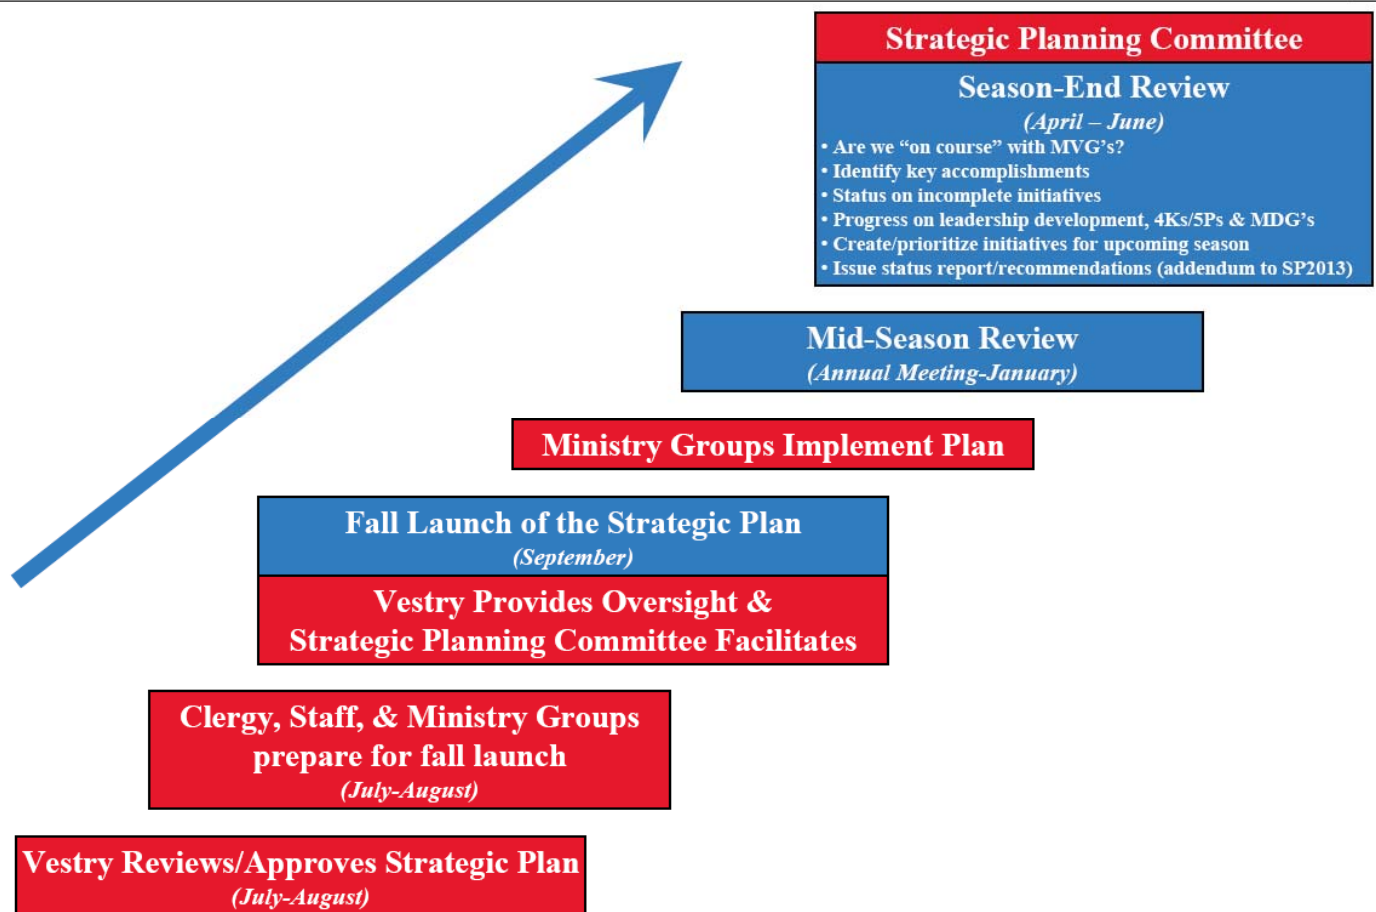 Strategic Planning Committee
Season-End Review
(April – June)
• Are we “on course” with MVG’s?
• Identify key accomplishments
• Status on incomplete initiatives
• Progress on leadership development, 4Ks/5Ps & MDG’s
• Create/prioritize initiatives for upcoming season
• Issue status report/recommendations (addendum to SP2013)
Mid-Season Review
(Annual Meeting-January)
Ministry Groups Implement Plan
Fall Launch of the Strategic Plan
(September)
Vestry Provides Oversight &
Strategic Planning Committee Facilitates
Clergy, Staff, & Ministry Groups
prepare for fall launch
(July-August)
Vestry Reviews/Approves Strategic Plan
(July-August)